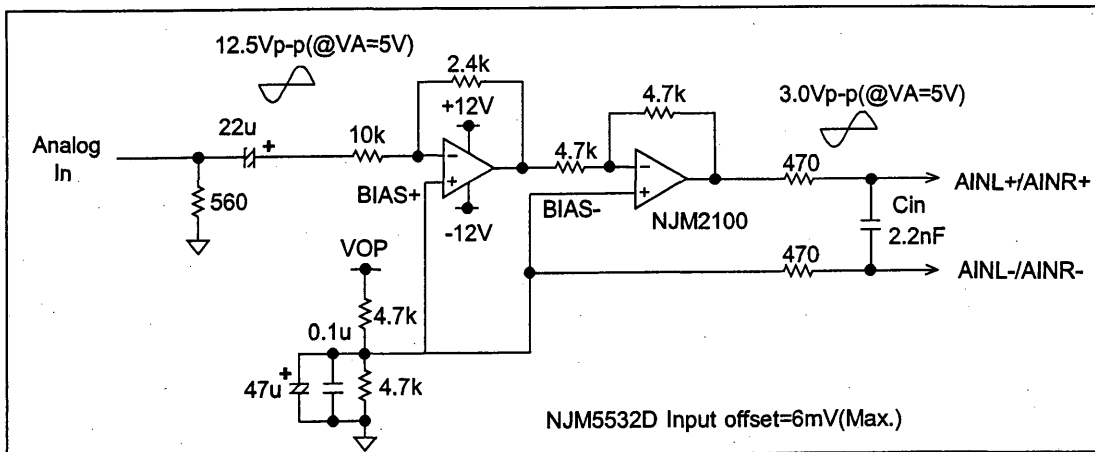 12.5Vp-p(@VA=5V)
2.4k
4.7k
3.0Vp-p(@VA=5V)
+12V
22u
+
10k
4.7k
470
Analog
In
AINL+/AINR+
−
+
−
+
560
BIAS+
BIAS-
NJM2100
Cin
2.2nF
-12V
VOP
470
AINL-/AINR-
4.7k
0.1u
+
47u
4.7k
NJM5532D Input offset=6mV(Max.)